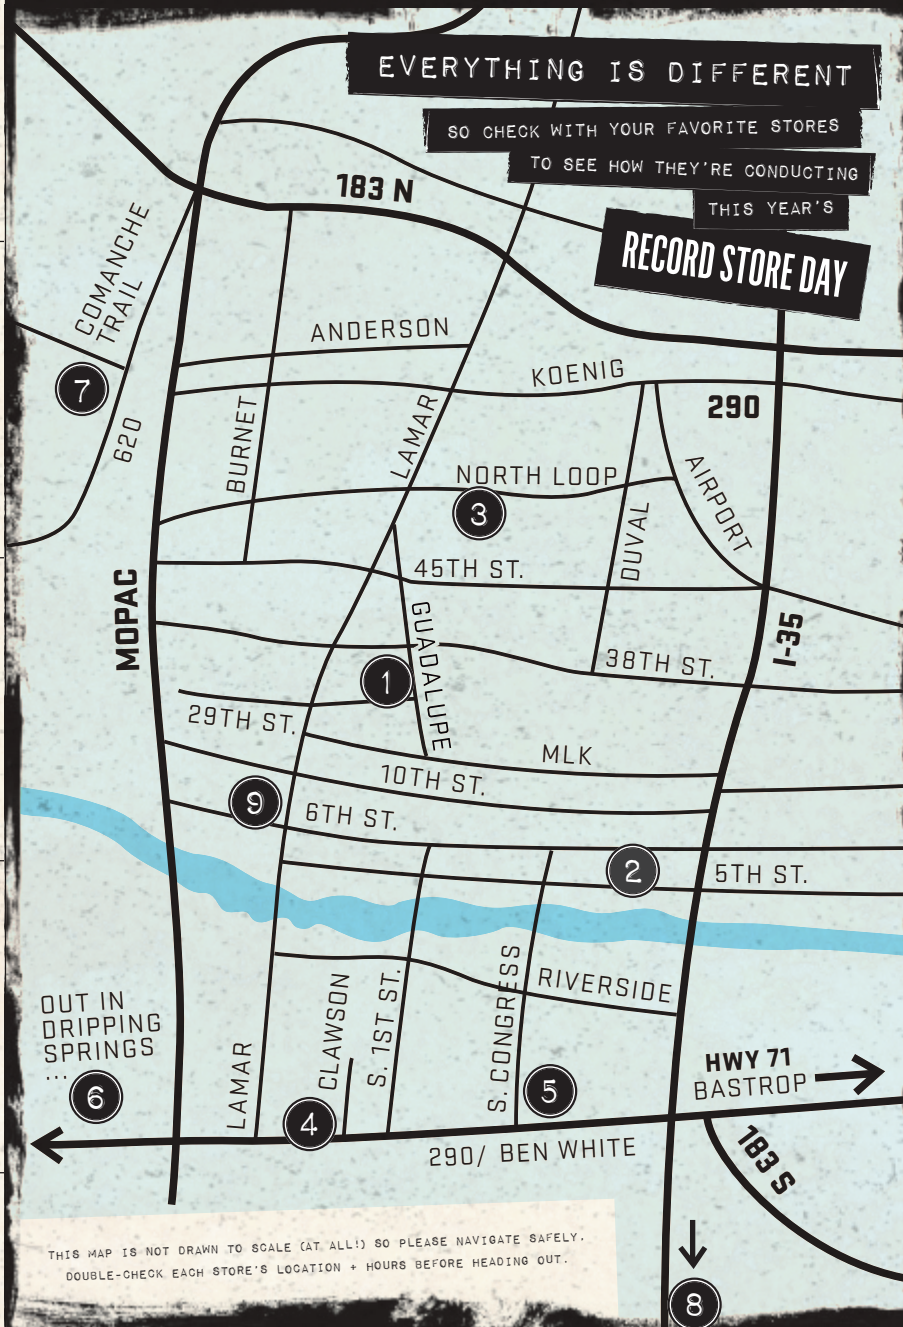 EVERYTHING IS DIFFERENT
SO CHECK WITH YOUR FAVORITE STORES
TO SEE HOW THEY'RE CONDUCTING
THIS YEAR'S
RECORD STORE DAY
183 N
COMANCHE
TRAIL
ANDERSON
KOENIG
7
290
620
BURNET
LAMAR
NORTH LOOP
AIRPORT
3
DUVAL
45TH ST.
MOPAC
GUADALUPE
I-35
38TH ST.
1
29TH ST.
MLK
10TH ST.
9
6TH ST.
2
5TH ST.
RIVERSIDE
OUT IN
DRIPPING
SPRINGS
...
6
LAMAR
CLAWSON
S. 1ST ST.
S. CONGRESS
5
HWY 71
BASTROP
4
290/ BEN WHITE
183 S
THIS MAP IS NOT DRAWN TO SCALE (AT ALL!) SO PLEASE NAVIGATE SAFELY.
DOUBLE-CHECK EACH STORE'S LOCATION + HOURS BEFORE HEADING OUT.
8